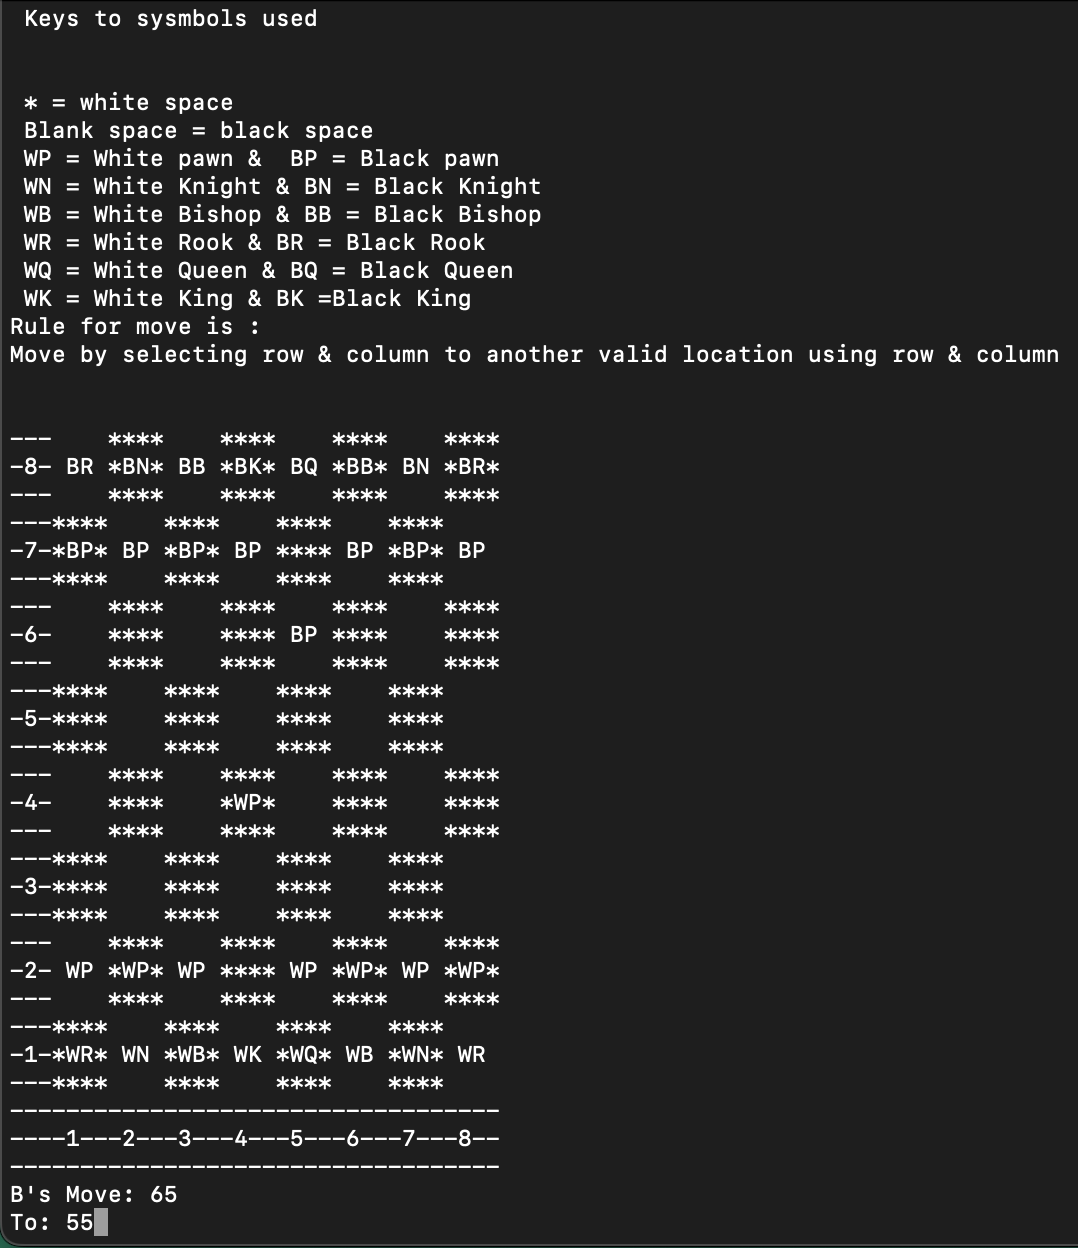 Keys to sysmbols used
* = white space
Blank space = black space
WP = White pawn &  BP = Black pawn
WN = White Knight & BN = Black Knight
WB = White Bishop & BB = Black Bishop
WR = White Rook & BR = Black Rook
WQ = White Queen & BQ = Black Queen
WK = White King & BK =Black King
Rule for move is :
Move by selecting row & column to another valid location using row & column
---    ****    ****    ****    ****
-8- BR *BN* BB *BK* BQ *BB* BN *BR*
---    ****    ****    ****    ****
---****    ****    ****    ****
-7-*BP* BP *BP* BP **** BP *BP* BP
---****    ****    ****    ****
---    ****    ****    ****    ****
-6-    ****    **** BP ****    ****
---    ****    ****    ****    ****
---****    ****    ****    ****
-5-****    ****    ****    ****
---****    ****    ****    ****
---    ****    ****    ****    ****
-4-    ****    *WP*    ****    ****
---    ****    ****    ****    ****
---****    ****    ****    ****
-3-****    ****    ****    ****
---****    ****    ****    ****
---    ****    ****    ****    ****
-2- WP *WP* WP **** WP *WP* WP *WP*
---    ****    ****    ****    ****
---****    ****    ****    ****
-1-*WR* WN *WB* WK *WQ* WB *WN* WR
---****    ****    ****    ****
-----------------------------------
----1---2---3---4---5---6---7---8--
-----------------------------------
B's Move: 65
To: 55